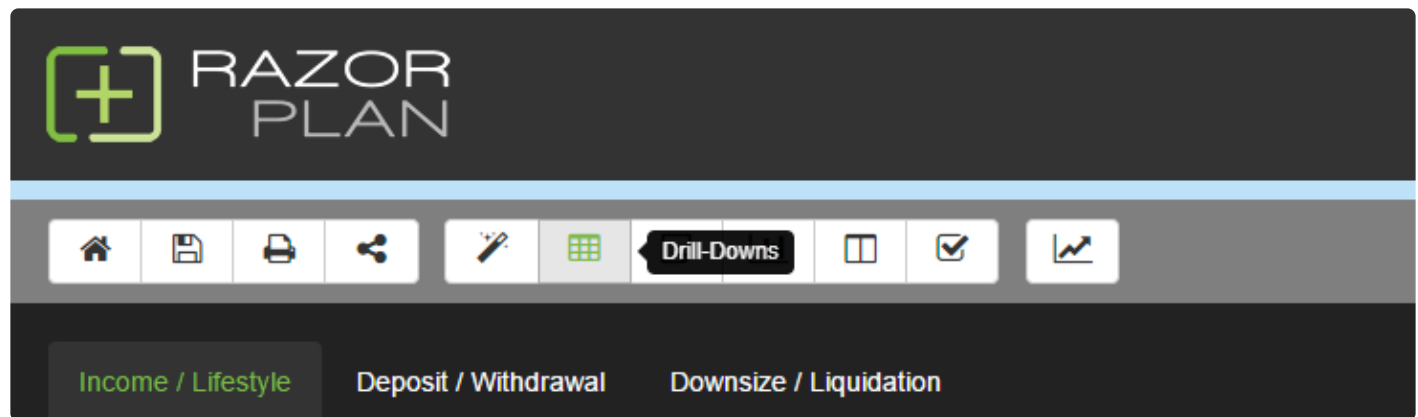 RAZOR
PLAN
Drill-Downs
Income / Lifestyle Deposit / Withdrawal Downsize / Liquidation